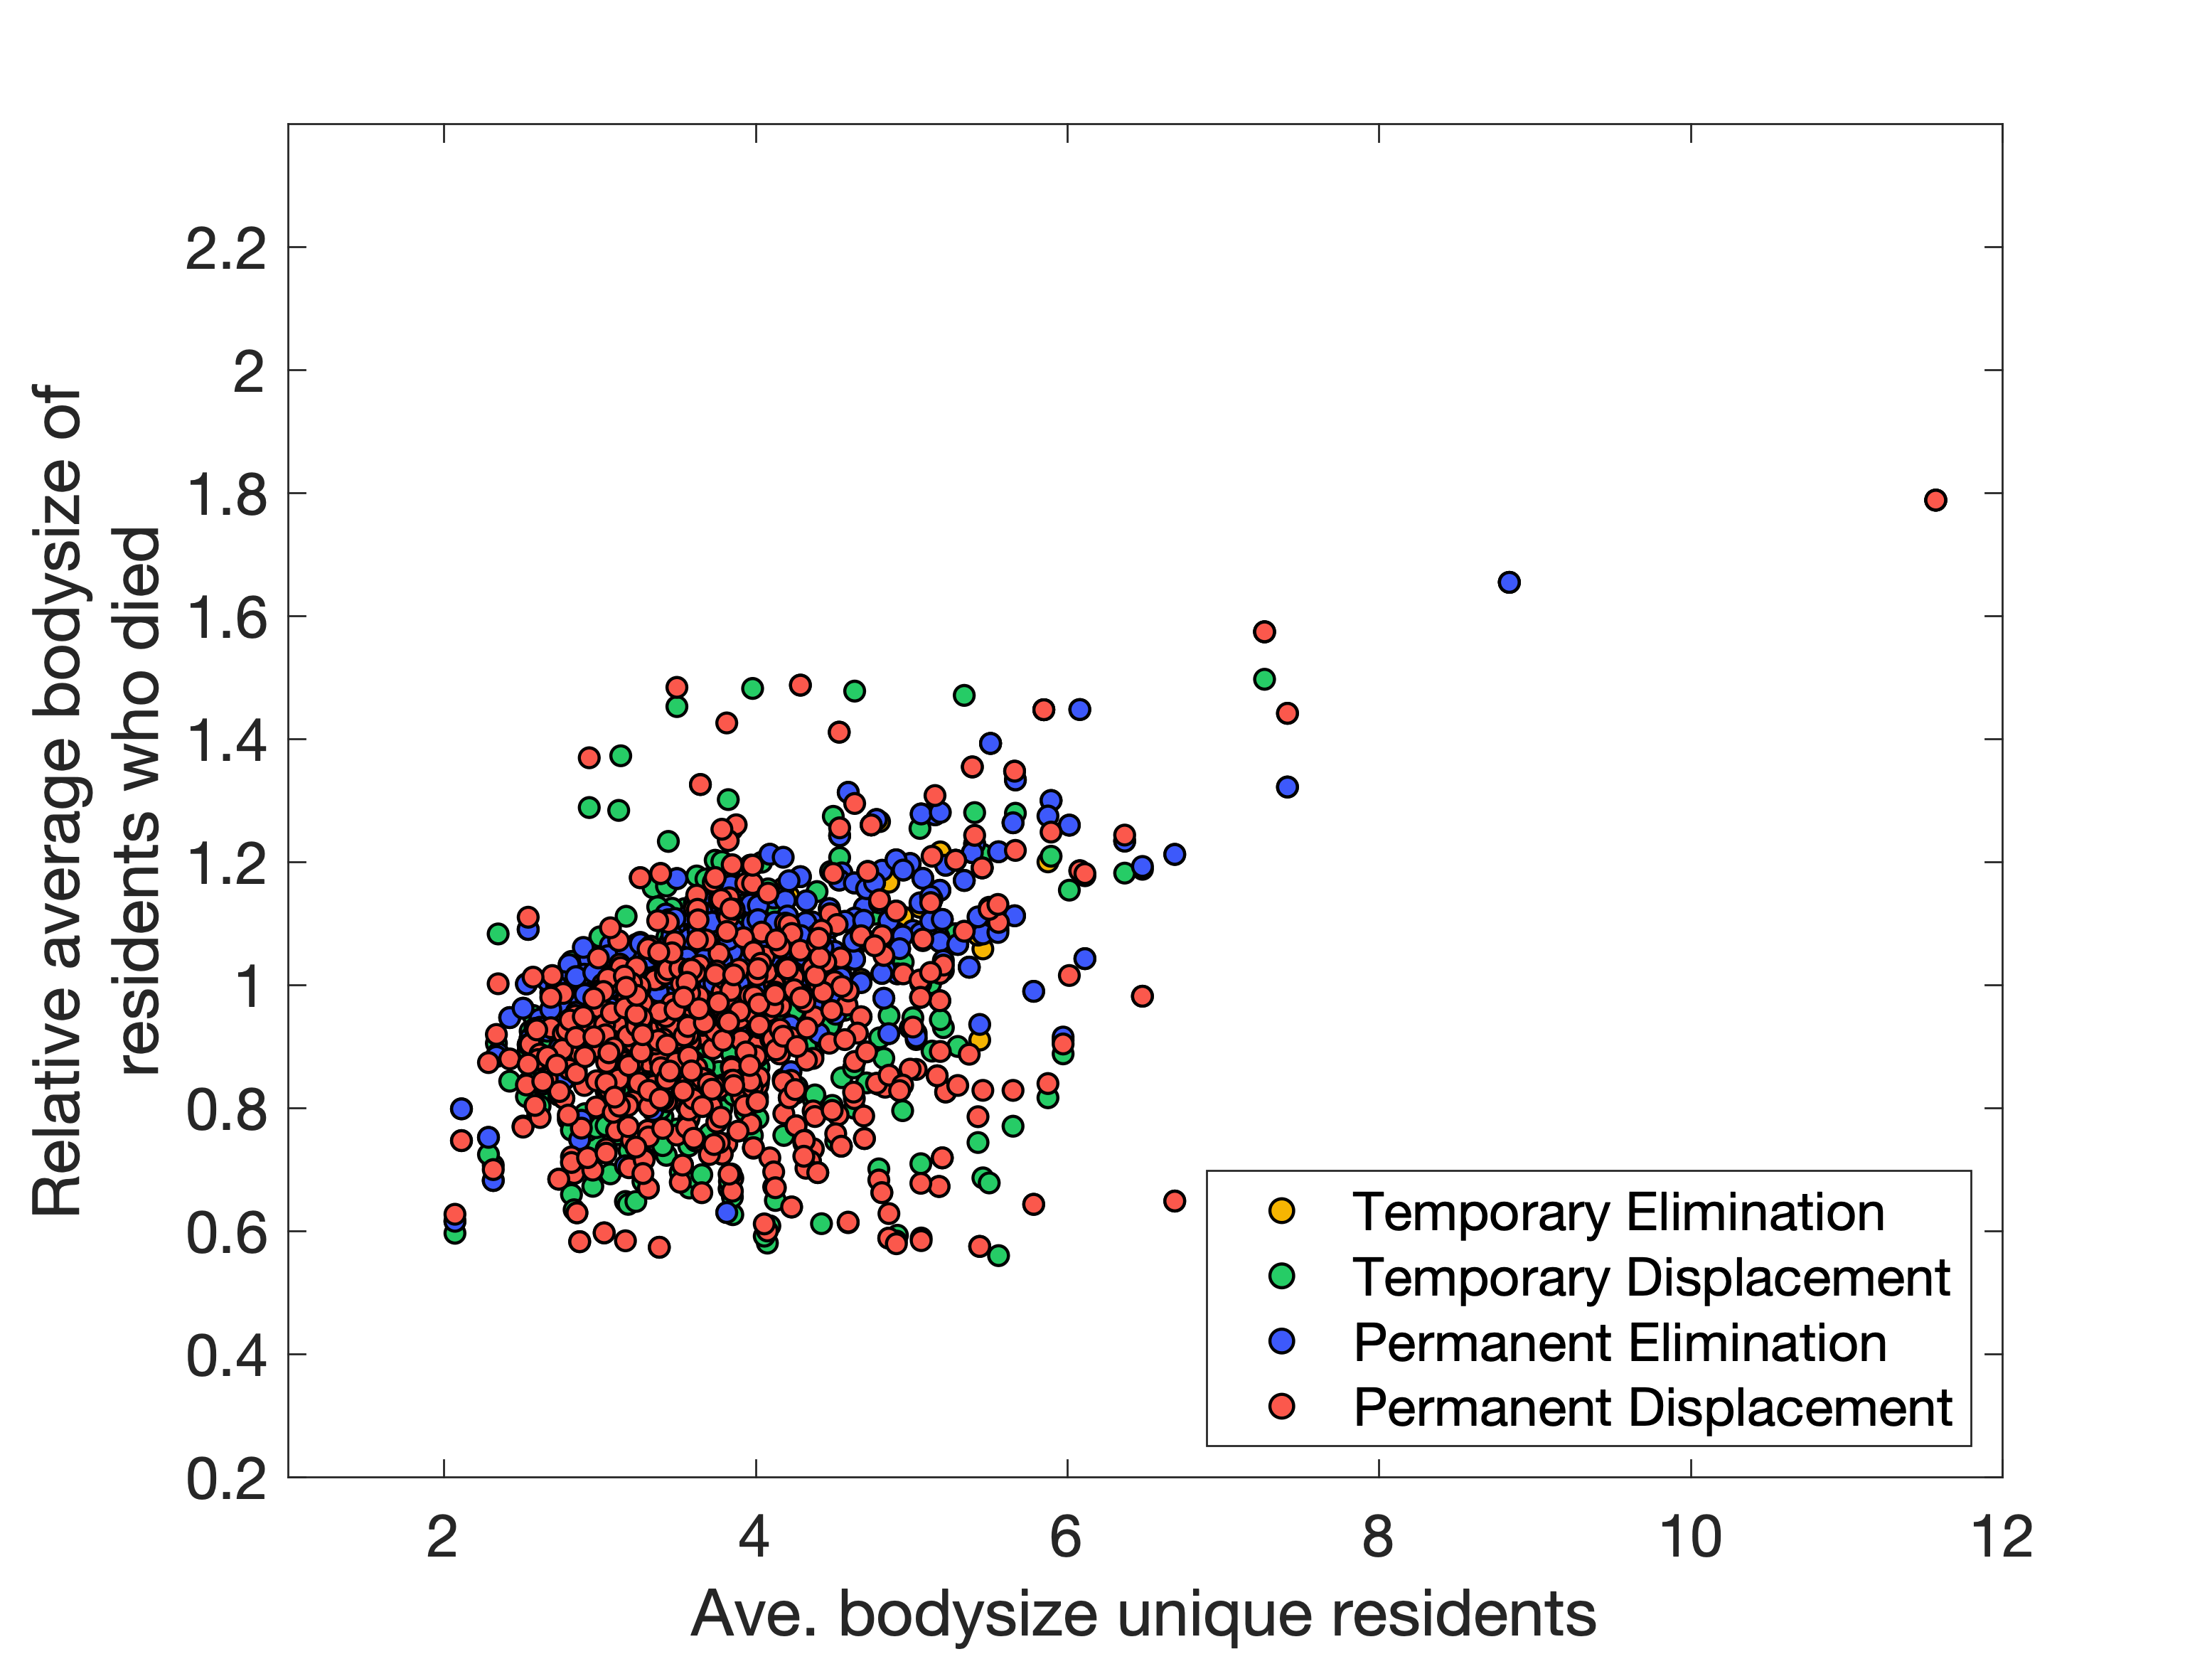 2.2
2
1.8
1.6
1.4
1.2
1
0.8
0.6
0.4
0.2
Relative average bodysize of
residents who died
Temporary Elimination
Temporary Displacement
Permanent Elimination
Permanent Displacement
2 4 6 8 10 12
Ave. bodysize unique residents